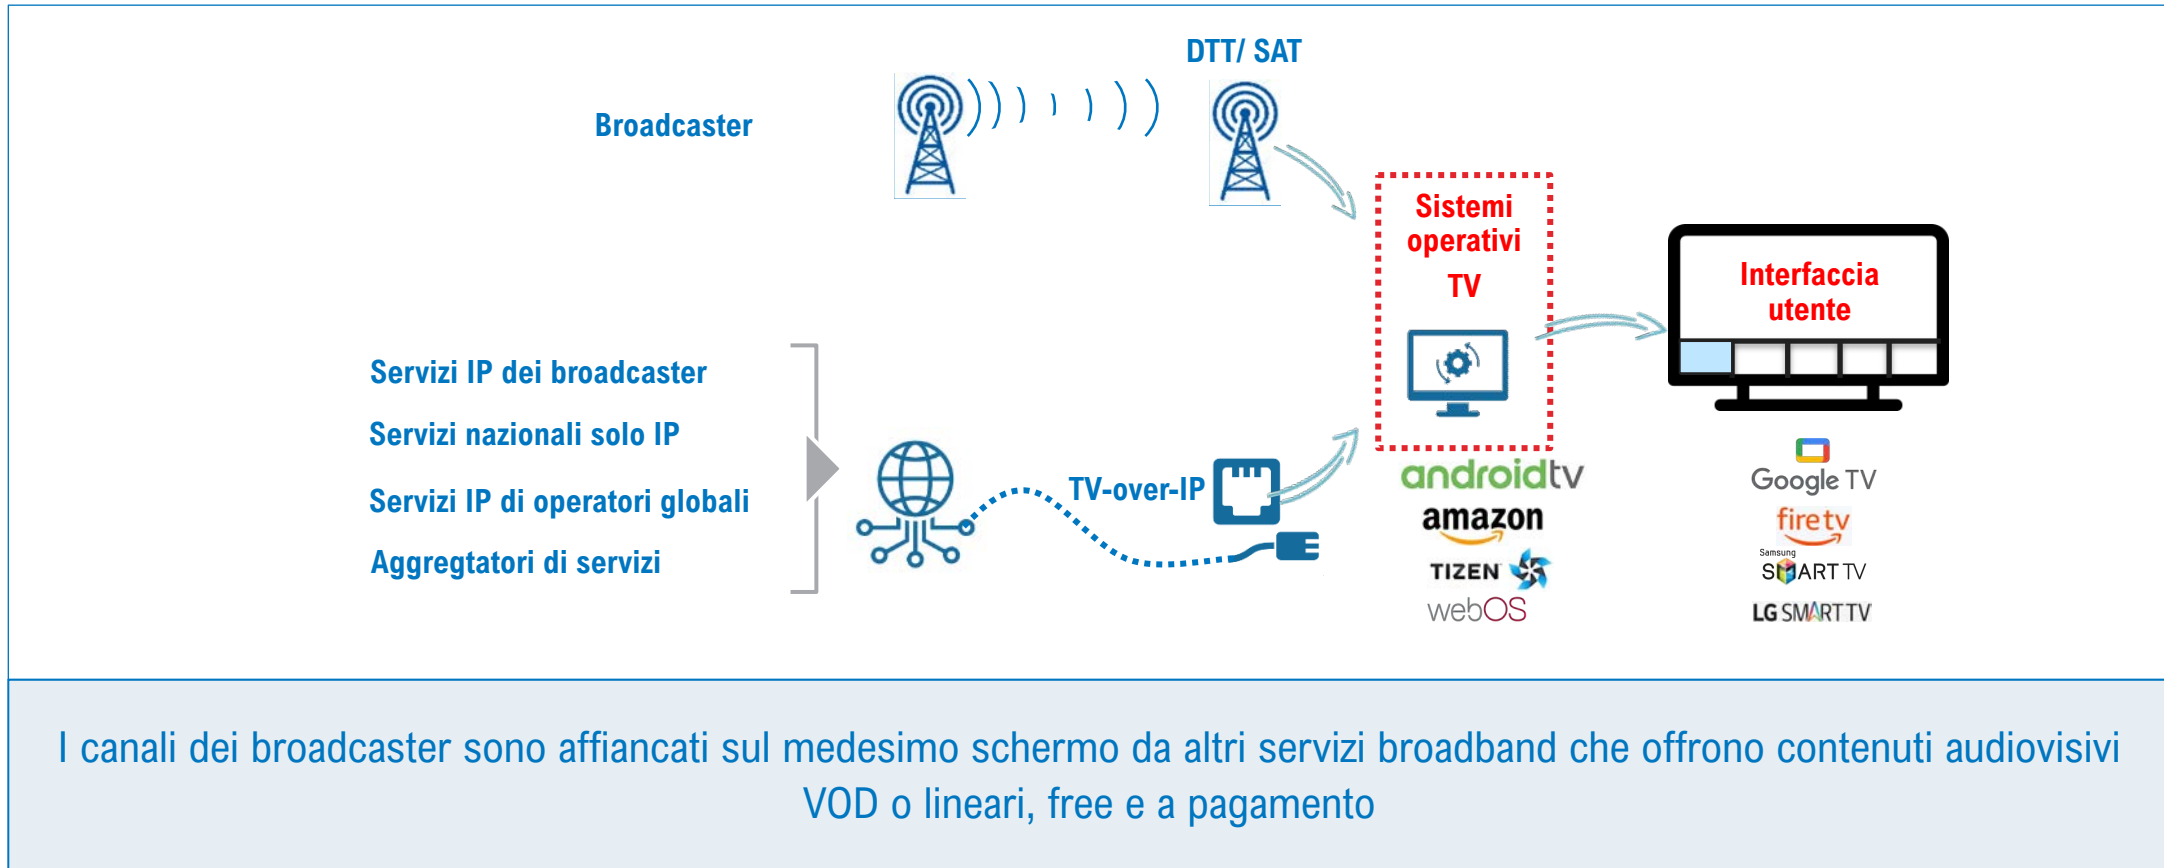 DTT/ SAT
Broadcaster
Sistemi
operativi
TV
Interfaccia
utente
Servizi IP dei broadcaster
Servizi nazionali solo IP
Servizi IP di operatori globali
Aggregtatori di servizi
TV-over-IP
androidtv
amazon
TIZEN
webOS
Google TV
firetv
Samsung
SMART TV
LG SMART TV
I canali dei broadcaster sono affiancati sul medesimo schermo da altri servizi broadband che offrono contenuti audiovisivi
VOD o lineari, free e a pagamento